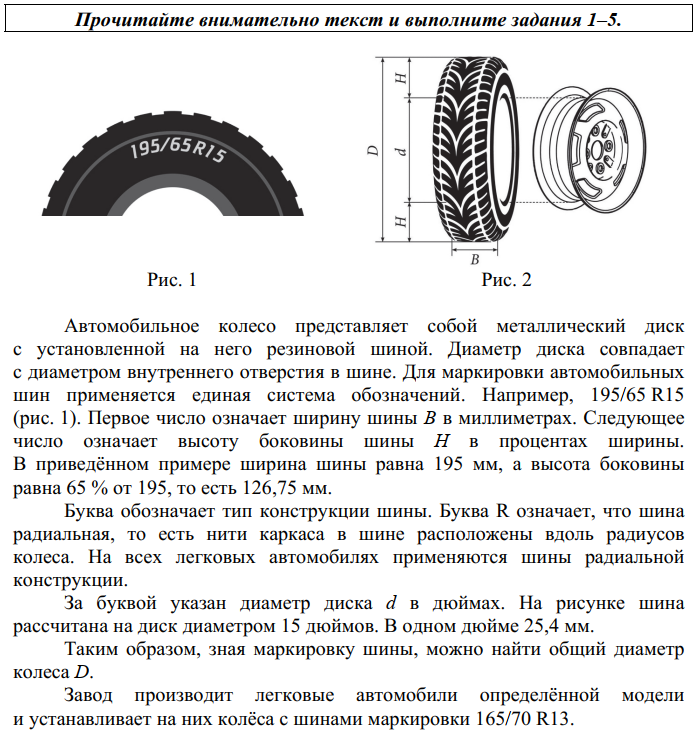 Прочитайте внимательно текст и выполните задания 1–5.
195/65 R15
H
D
d
H
B
Рис. 1
Рис. 2
Автомобильное колесо представляет собой металлический диск
с установленной на него резиновой шиной. Диаметр диска совпадает
с диаметром внутреннего отверстия в шине. Для маркировки автомобильных
шин применяется единая система обозначений. Например, 195/65 R15
(рис. 1). Первое число означает ширину шины B в миллиметрах. Следующее
число означает высоту боковины шины H в процентах ширины.
В приведённом примере ширина шины равна 195 мм, а высота боковины
равна 65 % от 195, то есть 126,75 мм.
Буква обозначает тип конструкции шины. Буква R означает, что шина
радиальная, то есть нити каркаса в шине расположены вдоль радиусов
колеса. На всех легковых автомобилях применяются шины радиальной
конструкции.
За буквой указан диаметр диска d в дюймах. На рисунке шина
рассчитана на диск диаметром 15 дюймов. В одном дюйме 25,4 мм.
Таким образом, зная маркировку шины, можно найти общий диаметр
колеса D.
Завод производит легковые автомобили определённой модели
и устанавливает на них колёса с шинами маркировки 165/70 R13.